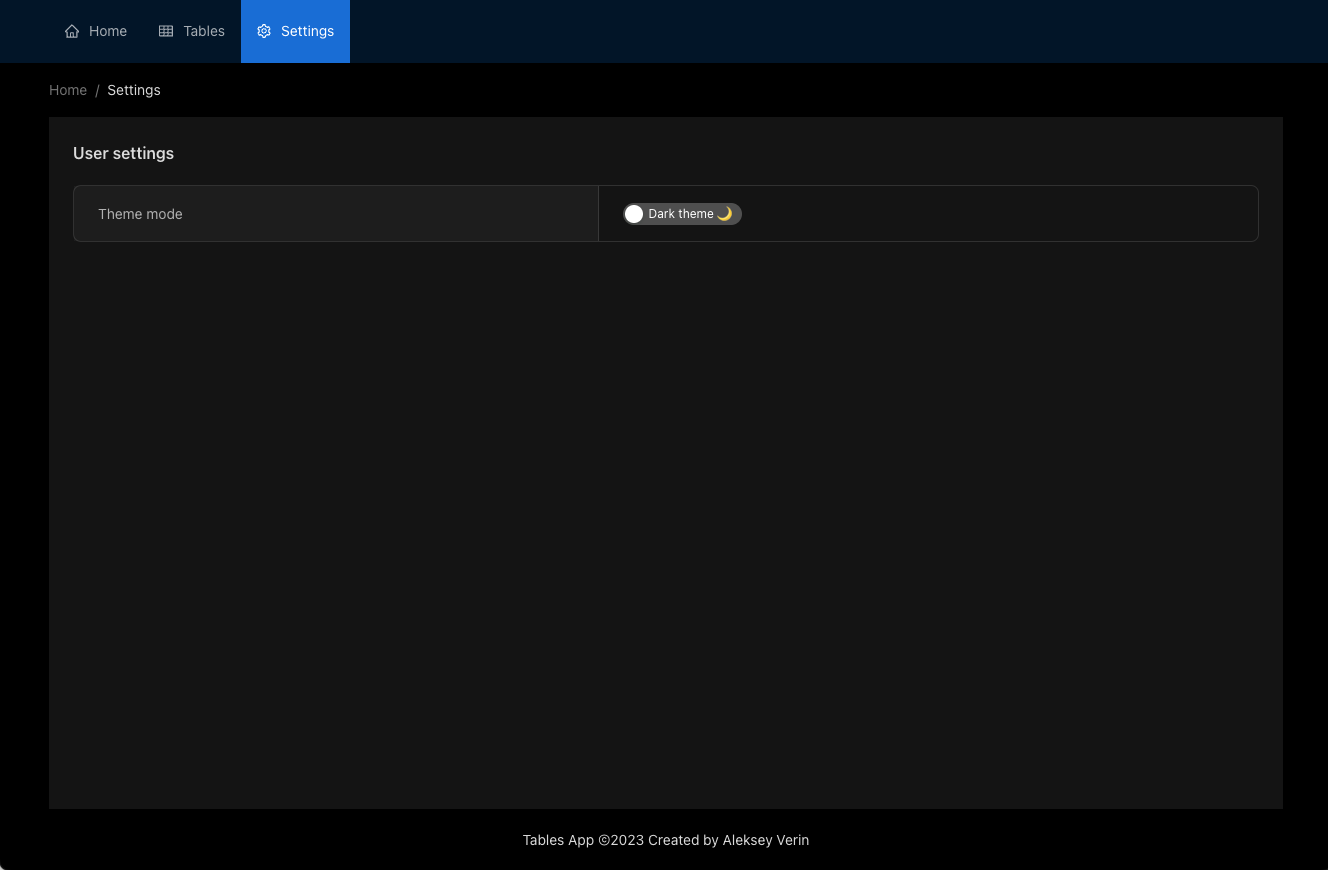 Home Tables Settings
Home / Settings
User settings
Theme mode Dark theme 🌙
Tables App ©2023 Created by Aleksey Verin